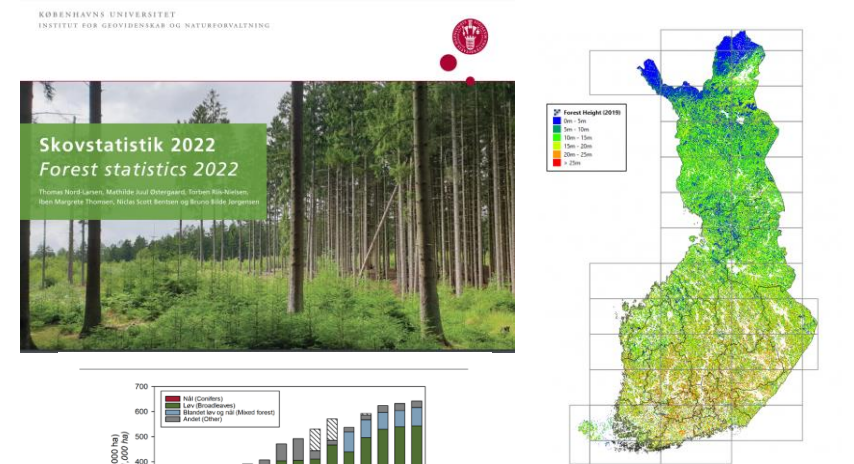 KØBENHAVNS UNIVERSITET
INSTITUT FOR GEOVIDENSKAB OG NATURFORVALTNING
Skovstatistik 2022
Forest statistics 2022
Thomas Nord-Larsen, Mathilde Juul Østergaard, Torben Riis-Nielsen,
Iben Margrete Thomsen, Niclas Scott Bentsen og Bruno Bilde Jørgensen
Forest Height (2019)
0m - 5m
5m - 10m
10m - 15m
15m - 20m
20m - 25m
+ 25m
700
600
500
400
Nål (Conifers)
Løv (Broadleaves)
Blandet løv og nål (Mixed forest)
Andet (Other)
000 ha)
000 ha)